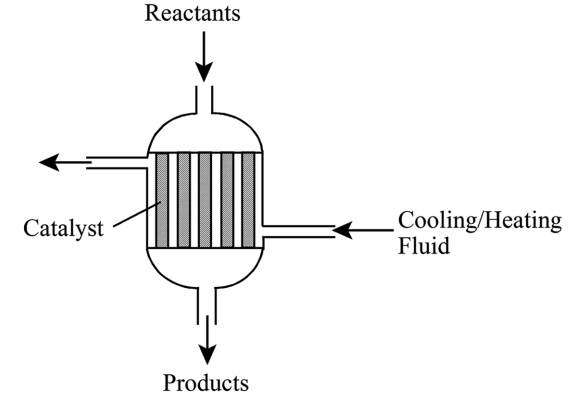 Reactants
Catalyst
Cooling/Heating
Fluid
Products